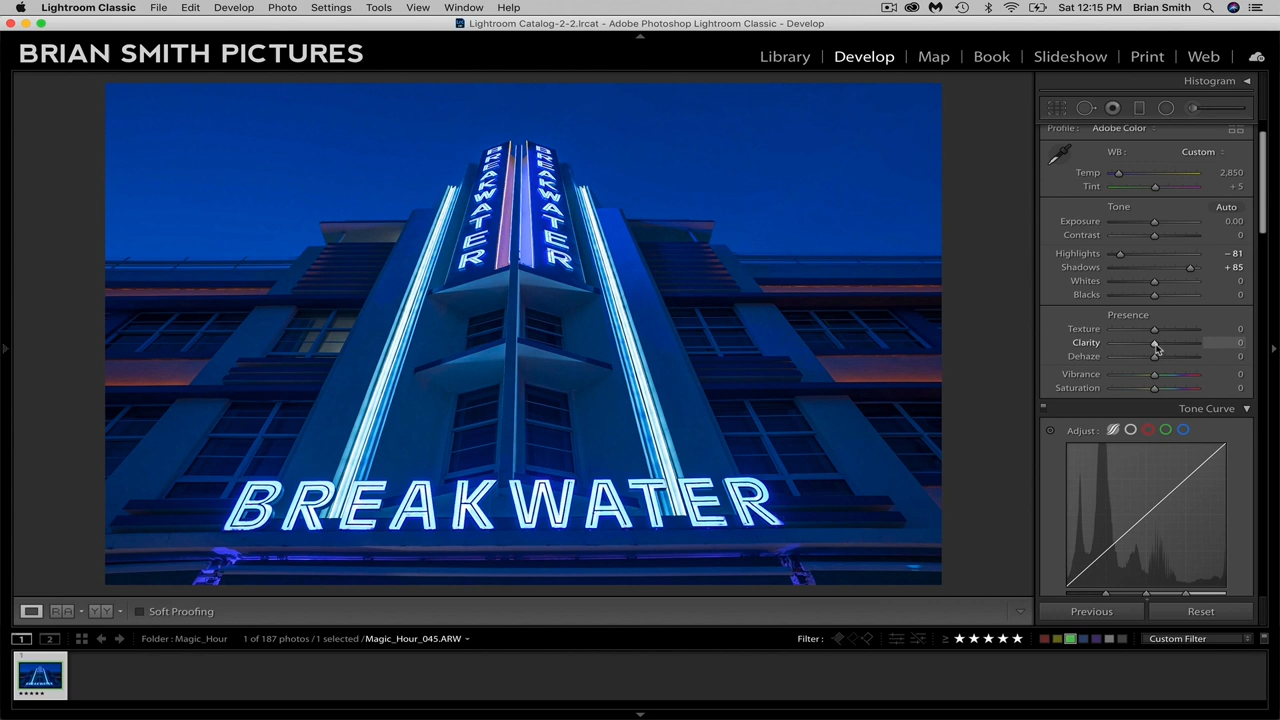 Lightroom Classic File Edit Develop Photo Settings Tools View Window Help Sat 12:15 PM Brian Smith
Lightroom Catalog-2-2.lrcat - Adobe Photoshop Lightroom Classic - Develop
BRIAN SMITH PICTURES
Library | Develop | Map | Book | Slideshow | Print | Web
Histogram
Profile: Adobe Color
WB: Custom
Temp 2,850
Tint + 5
Tone Auto
Exposure 0.00
Contrast 0
Highlights – 81
Shadows + 85
Whites 0
Blacks 0
Presence
Texture 0
Clarity 0
Dehaze 0
Vibrance 0
Saturation 0
Tone Curve
Adjust:
BREAKWATER
BREAKWATER
BREAKWATER
Previous Reset
Soft Proofing
1 2 Folder: Magic_Hour 1 of 187 photos / 1 selected / Magic_Hour_045.ARW Filter: ≥ ★★★★★ Custom Filter
1
★★★★★